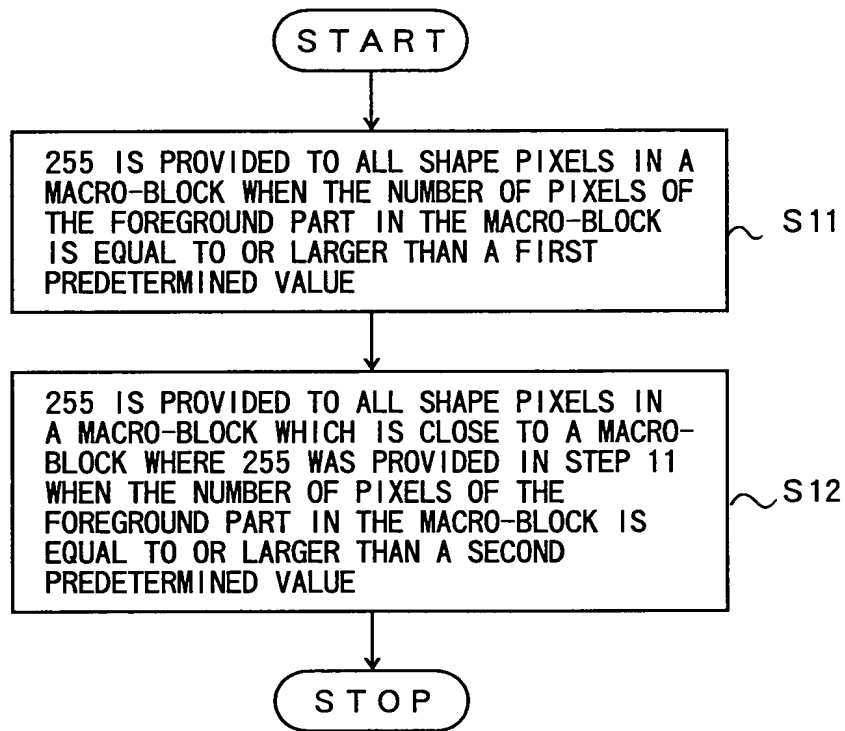 START
255 IS PROVIDED TO ALL SHAPE PIXELS IN A
MACRO-BLOCK WHEN THE NUMBER OF PIXELS OF
THE FOREGROUND PART IN THE MACRO-BLOCK
IS EQUAL TO OR LARGER THAN A FIRST
PREDETERMINED VALUE
S11
255 IS PROVIDED TO ALL SHAPE PIXELS IN
A MACRO-BLOCK WHICH IS CLOSE TO A MACRO-
BLOCK WHERE 255 WAS PROVIDED IN STEP 11
WHEN THE NUMBER OF PIXELS OF THE
FOREGROUND PART IN THE MACRO-BLOCK IS
EQUAL TO OR LARGER THAN A SECOND
PREDETERMINED VALUE
S12
STOP